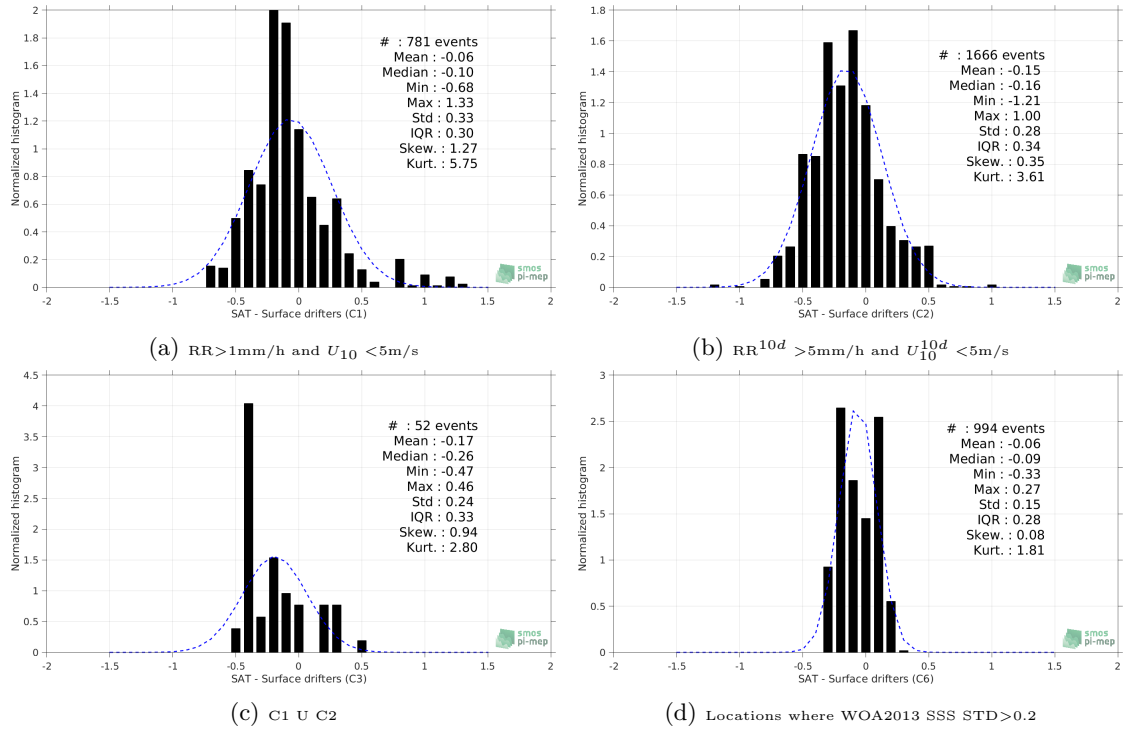 2
1.8
1.6
1.4
1.2
1
0.8
0.6
0.4
0.2
0
Normalized histogram
# : 781 events
Mean : -0.06
Median : -0.10
Min : -0.68
Max : 1.33
Std : 0.33
IQR : 0.30
Skew. : 1.27
Kurt. : 5.75
smos
pi-mep
-2 -1.5 -1 -0.5 0 0.5 1 1.5 2
SAT - Surface drifters (C1)
(a) RR>1mm/h and U10 <5m/s
1.8
1.6
1.4
1.2
1
0.8
0.6
0.4
0.2
0
Normalized histogram
# : 1666 events
Mean : -0.15
Median : -0.16
Min : -1.21
Max : 1.00
Std : 0.28
IQR : 0.34
Skew. : 0.35
Kurt. : 3.61
smos
pi-mep
-2 -1.5 -1 -0.5 0 0.5 1 1.5 2
SAT - Surface drifters (C2)
(b) RR^10d >5mm/h and U10^10d <5m/s
4.5
4
3.5
3
2.5
2
1.5
1
0.5
0
Normalized histogram
# : 52 events
Mean : -0.17
Median : -0.26
Min : -0.47
Max : 0.46
Std : 0.24
IQR : 0.33
Skew. : 0.94
Kurt. : 2.80
smos
pi-mep
-2 -1.5 -1 -0.5 0 0.5 1 1.5 2
SAT - Surface drifters (C3)
(c) C1 U C2
3
2.5
2
1.5
1
0.5
0
Normalized histogram
# : 994 events
Mean : -0.06
Median : -0.09
Min : -0.33
Max : 0.27
Std : 0.15
IQR : 0.28
Skew. : 0.08
Kurt. : 1.81
smos
pi-mep
-2 -1.5 -1 -0.5 0 0.5 1 1.5 2
SAT - Surface drifters (C6)
(d) Locations where WOA2013 SSS STD>0.2